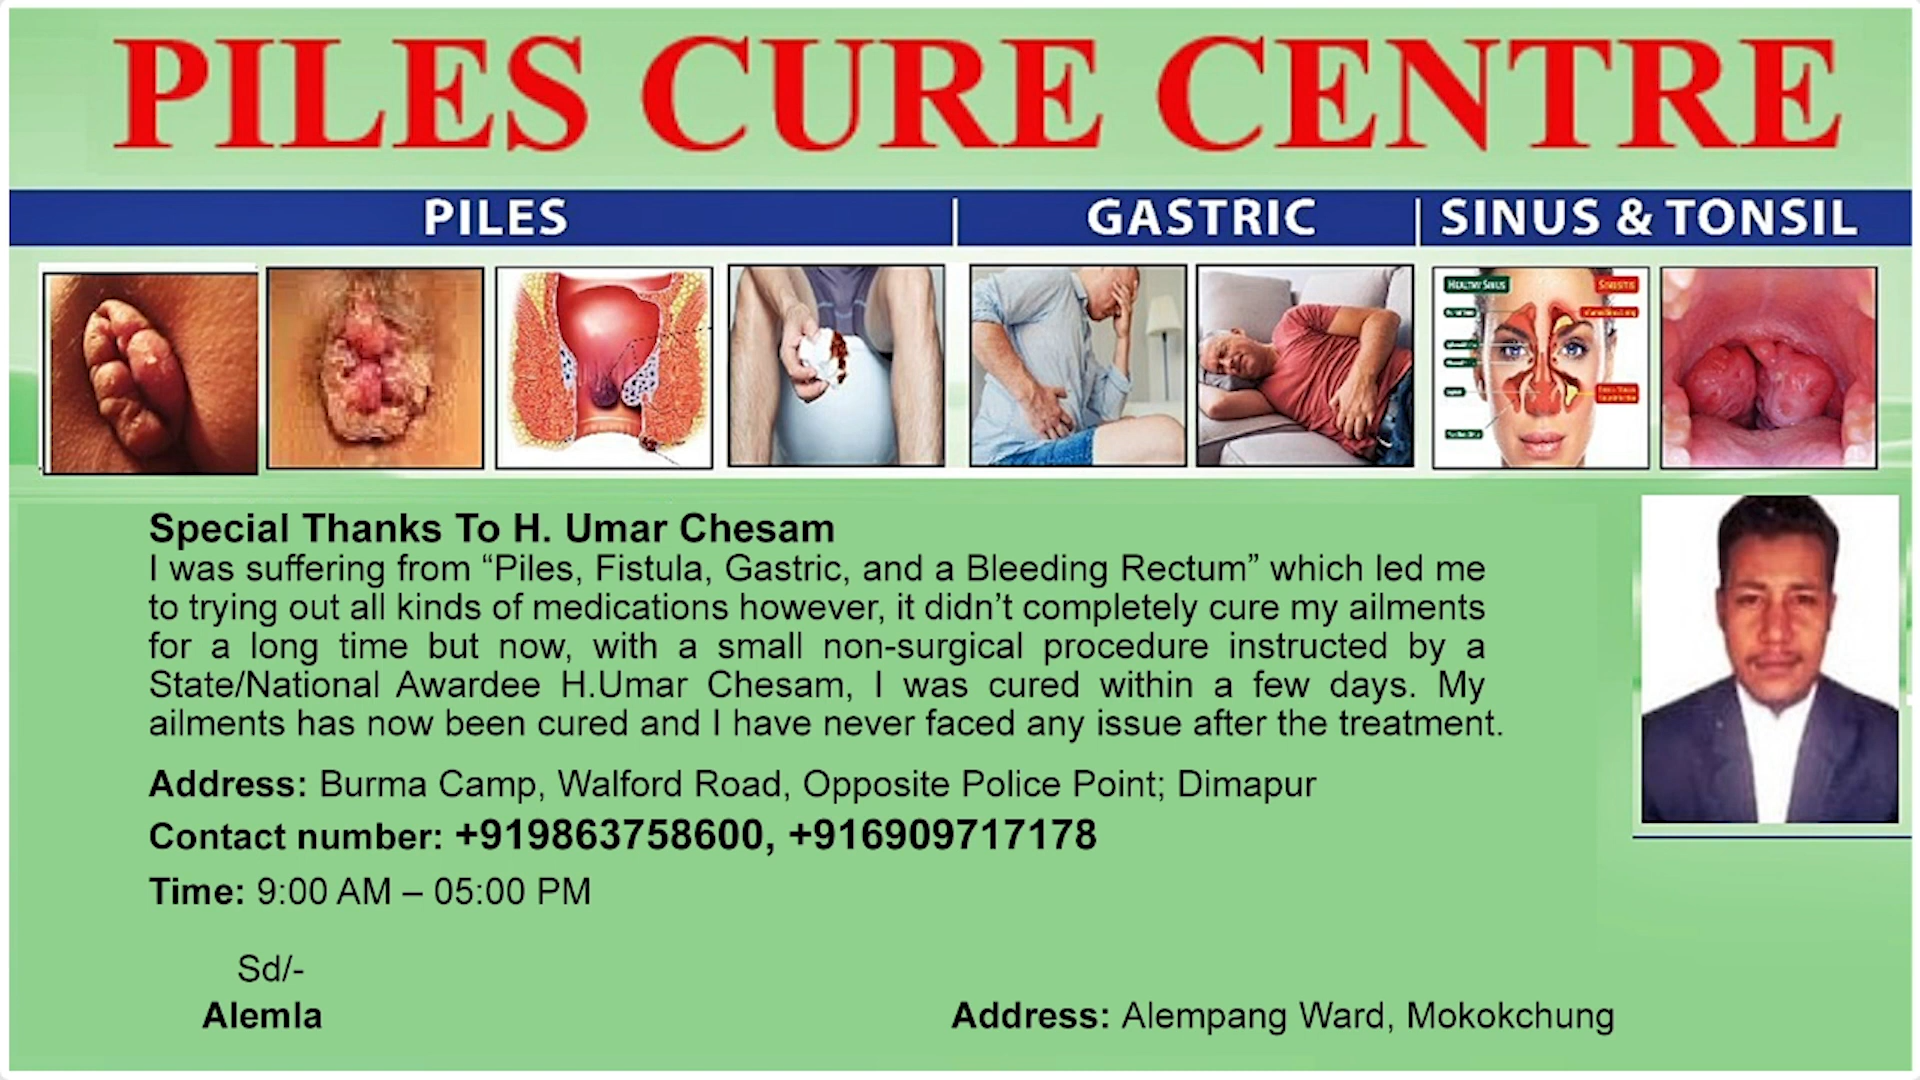 PILES CURE CENTRE
PILES | GASTRIC | SINUS & TONSIL
HEALTHY SINUS
SINUSITIS
Special Thanks To H. Umar Chesam
I was suffering from “Piles, Fistula, Gastric, and a Bleeding Rectum” which led me
to trying out all kinds of medications however, it didn’t completely cure my ailments
for a long time but now, with a small non-surgical procedure instructed by a
State/National Awardee H.Umar Chesam, I was cured within a few days. My
ailments has now been cured and I have never faced any issue after the treatment.
Address: Burma Camp, Walford Road, Opposite Police Point; Dimapur
Contact number: +919863758600, +916909717178
Time: 9:00 AM – 05:00 PM
Sd/-
Alemla
Address: Alempang Ward, Mokokchung